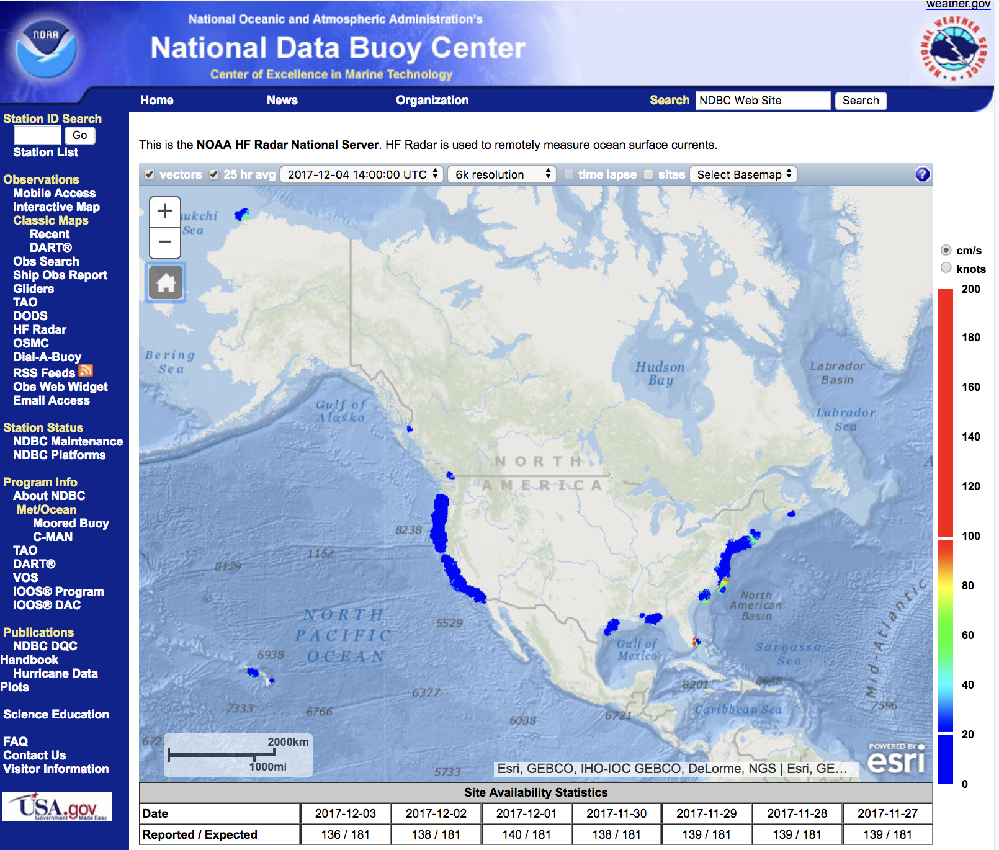 weather.gov
National Oceanic and Atmospheric Administration's
National Data Buoy Center
Center of Excellence in Marine Technology
NOAA
NATIONAL WEATHER SERVICE
Home News Organization Search NDBC Web Site Search
Station ID Search
Go
Station List
Observations
Mobile Access
Interactive Map
Classic Maps
Recent
DART®
Obs Search
Ship Obs Report
Gliders
TAO
DODS
HF Radar
OSMC
Dial-A-Buoy
RSS Feeds
Obs Web Widget
Email Access
Station Status
NDBC Maintenance
NDBC Platforms
Program Info
About NDBC
Met/Ocean
Moored Buoy
C-MAN
TAO
DART®
VOS
IOOS® Program
IOOS® DAC
Publications
NDBC DQC
Handbook
Hurricane Data
Plots
Science Education
FAQ
Contact Us
Visitor Information
USA.gov
Government Made Easy
This is the NOAA HF Radar National Server. HF Radar is used to remotely measure ocean surface currents.
vectors 25 hr avg 2017-12-04 14:00:00 UTC 6k resolution time lapse sites Select Basemap ?
+
−
ukchi
Sea
Bering
Sea
Gulf of
Alaska
Hudson
Bay
Labrador
Basin
Labrador
Sea
NORTH
AMERICA
A
8238
1152
8129
North
American
Basin
Mid-Atlantic
NORTH
PACIFIC
OCEAN
5529
Gulf of
Mexico
Sargasso
Sea
6938
8201
8648
6377
7333
6766
6721
Caribbean Sea
7596
6038
672
5733
2000km
1000mi
Esri, GEBCO, IHO-IOC GEBCO, DeLorme, NGS | Esri, GE...
POWERED BY
esri
cm/s
knots
200
180
160
140
120
100
80
60
40
20
0
Site Availability Statistics
Date 2017-12-03 2017-12-02 2017-12-01 2017-11-30 2017-11-29 2017-11-28 2017-11-27
Reported / Expected 136 / 181 138 / 181 140 / 181 138 / 181 139 / 181 139 / 181 139 / 181